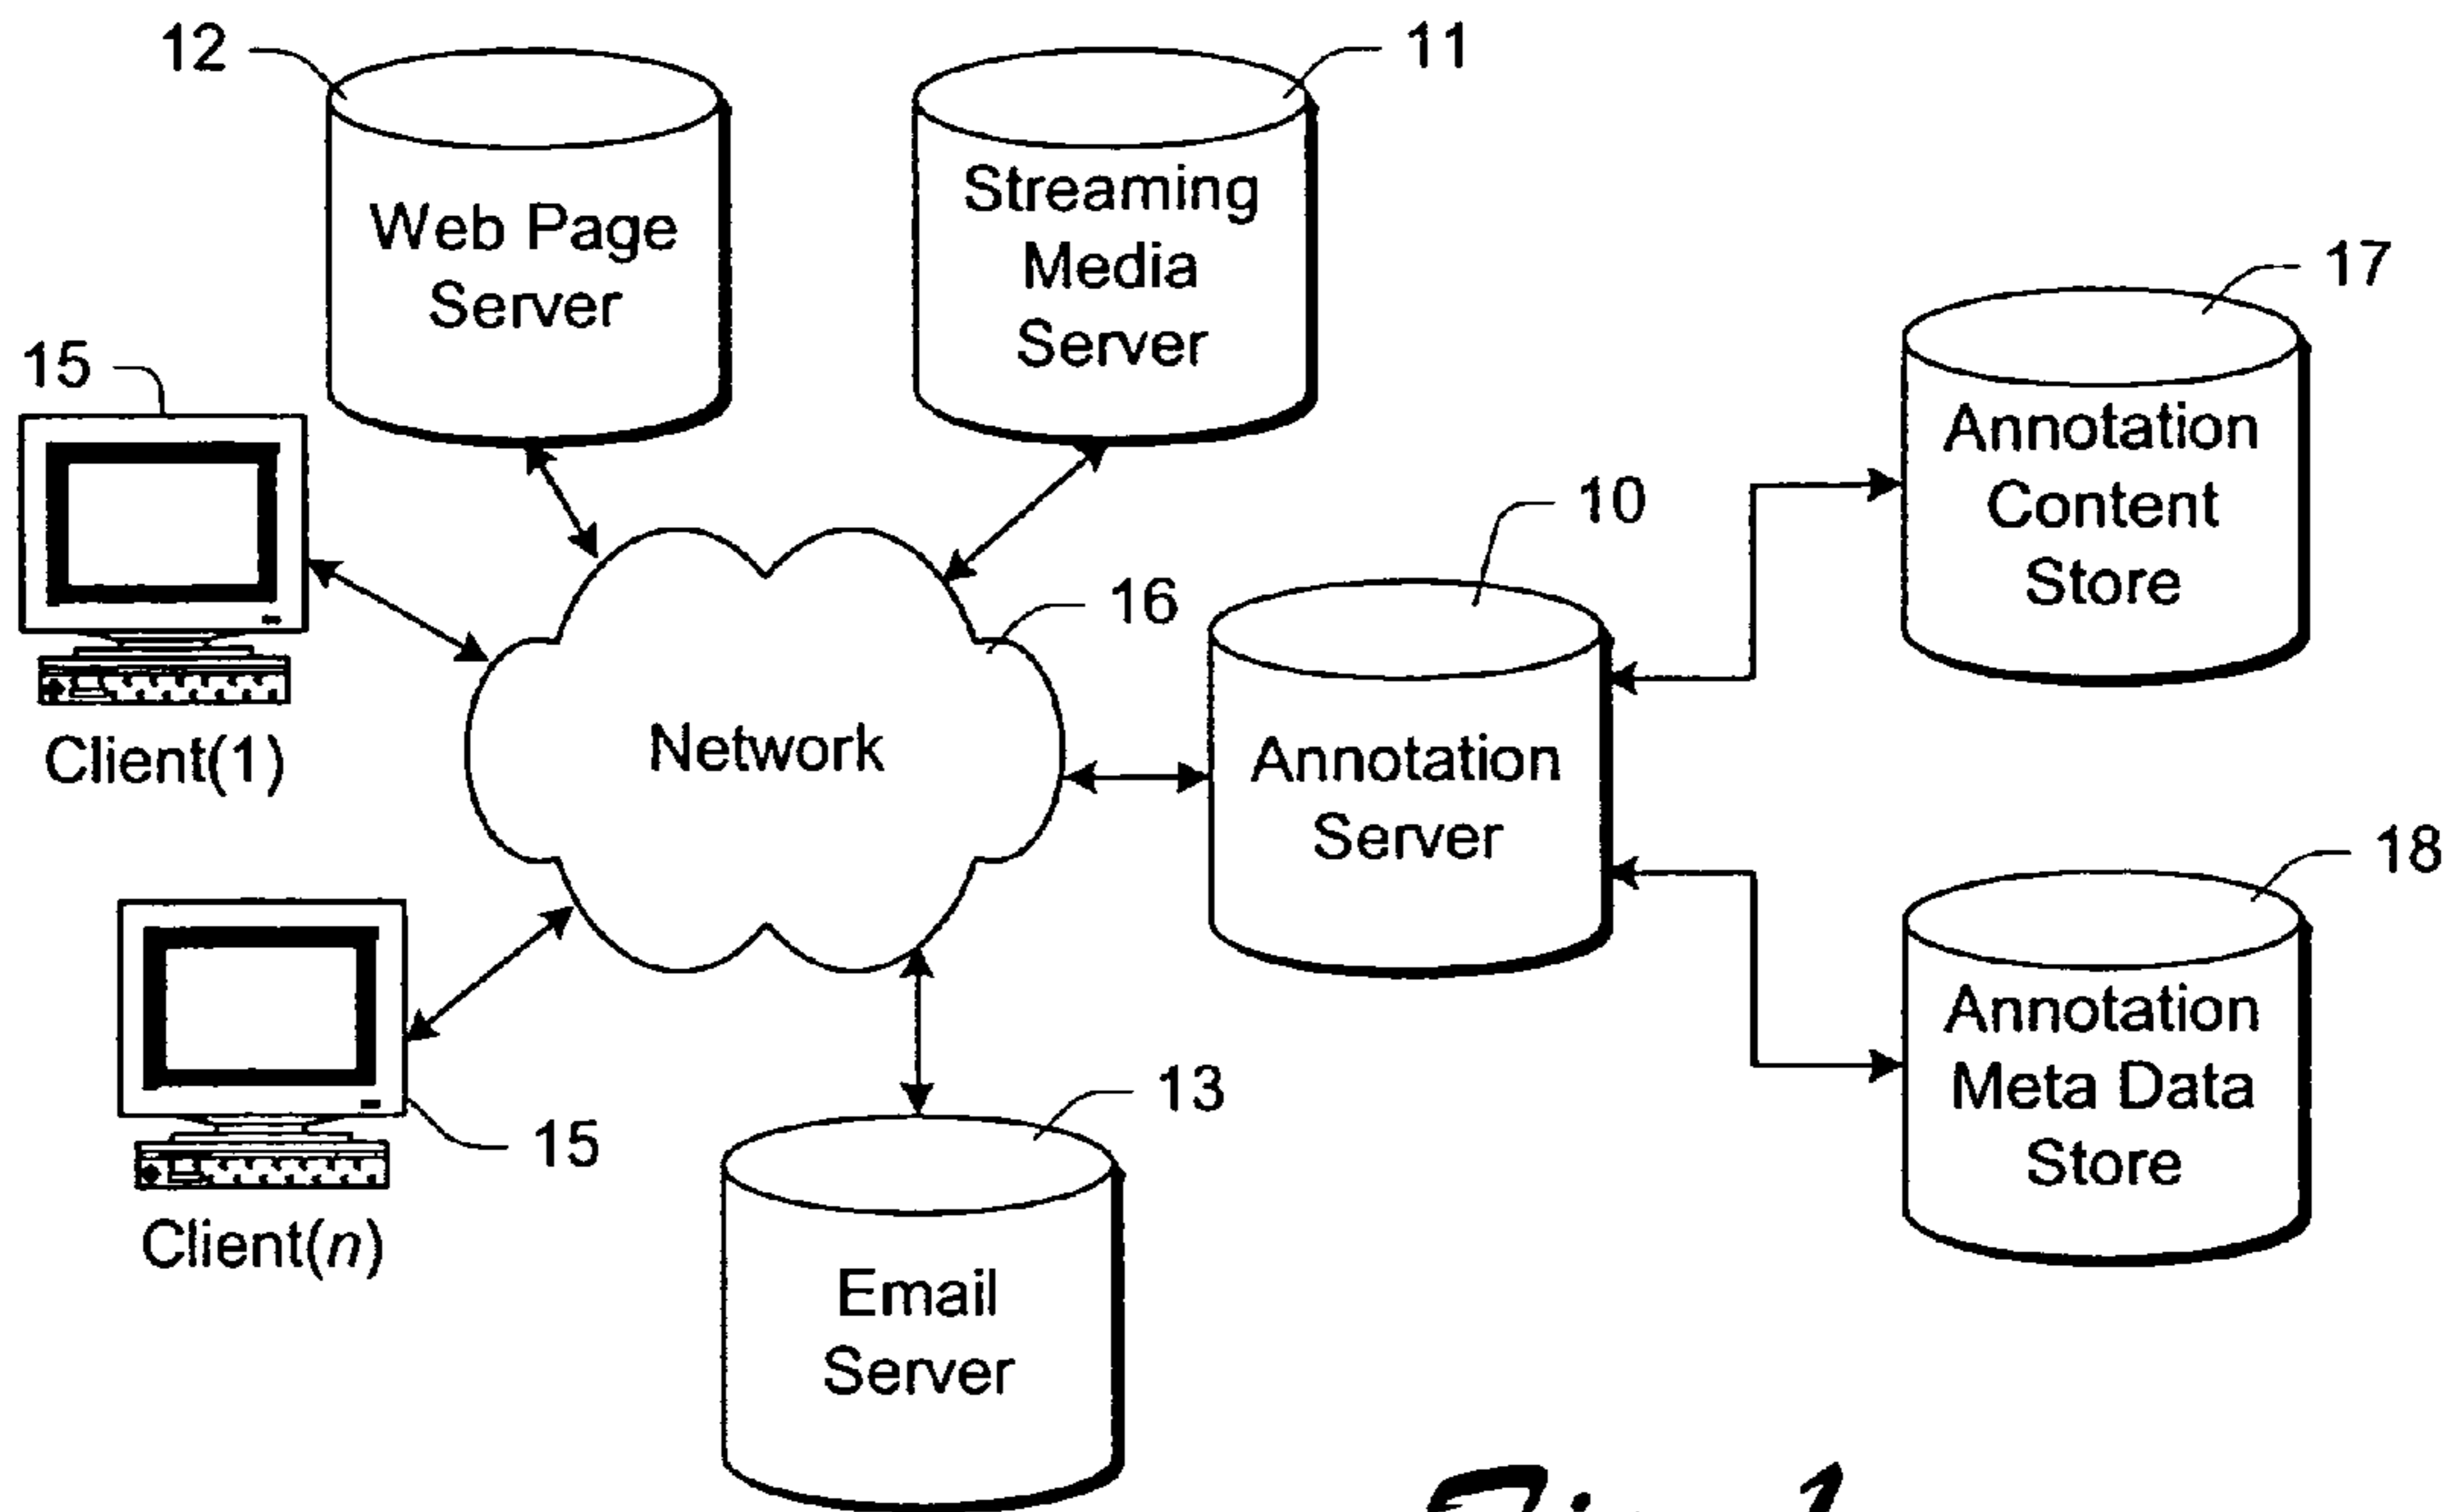 12
11
Web Page
Server
Streaming
Media
Server
17
15
Annotation
Content
Store
10
16
Client(1)
Network
Annotation
Server
18
Annotation
Meta Data
Store
13
15
Client(n)
Email
Server